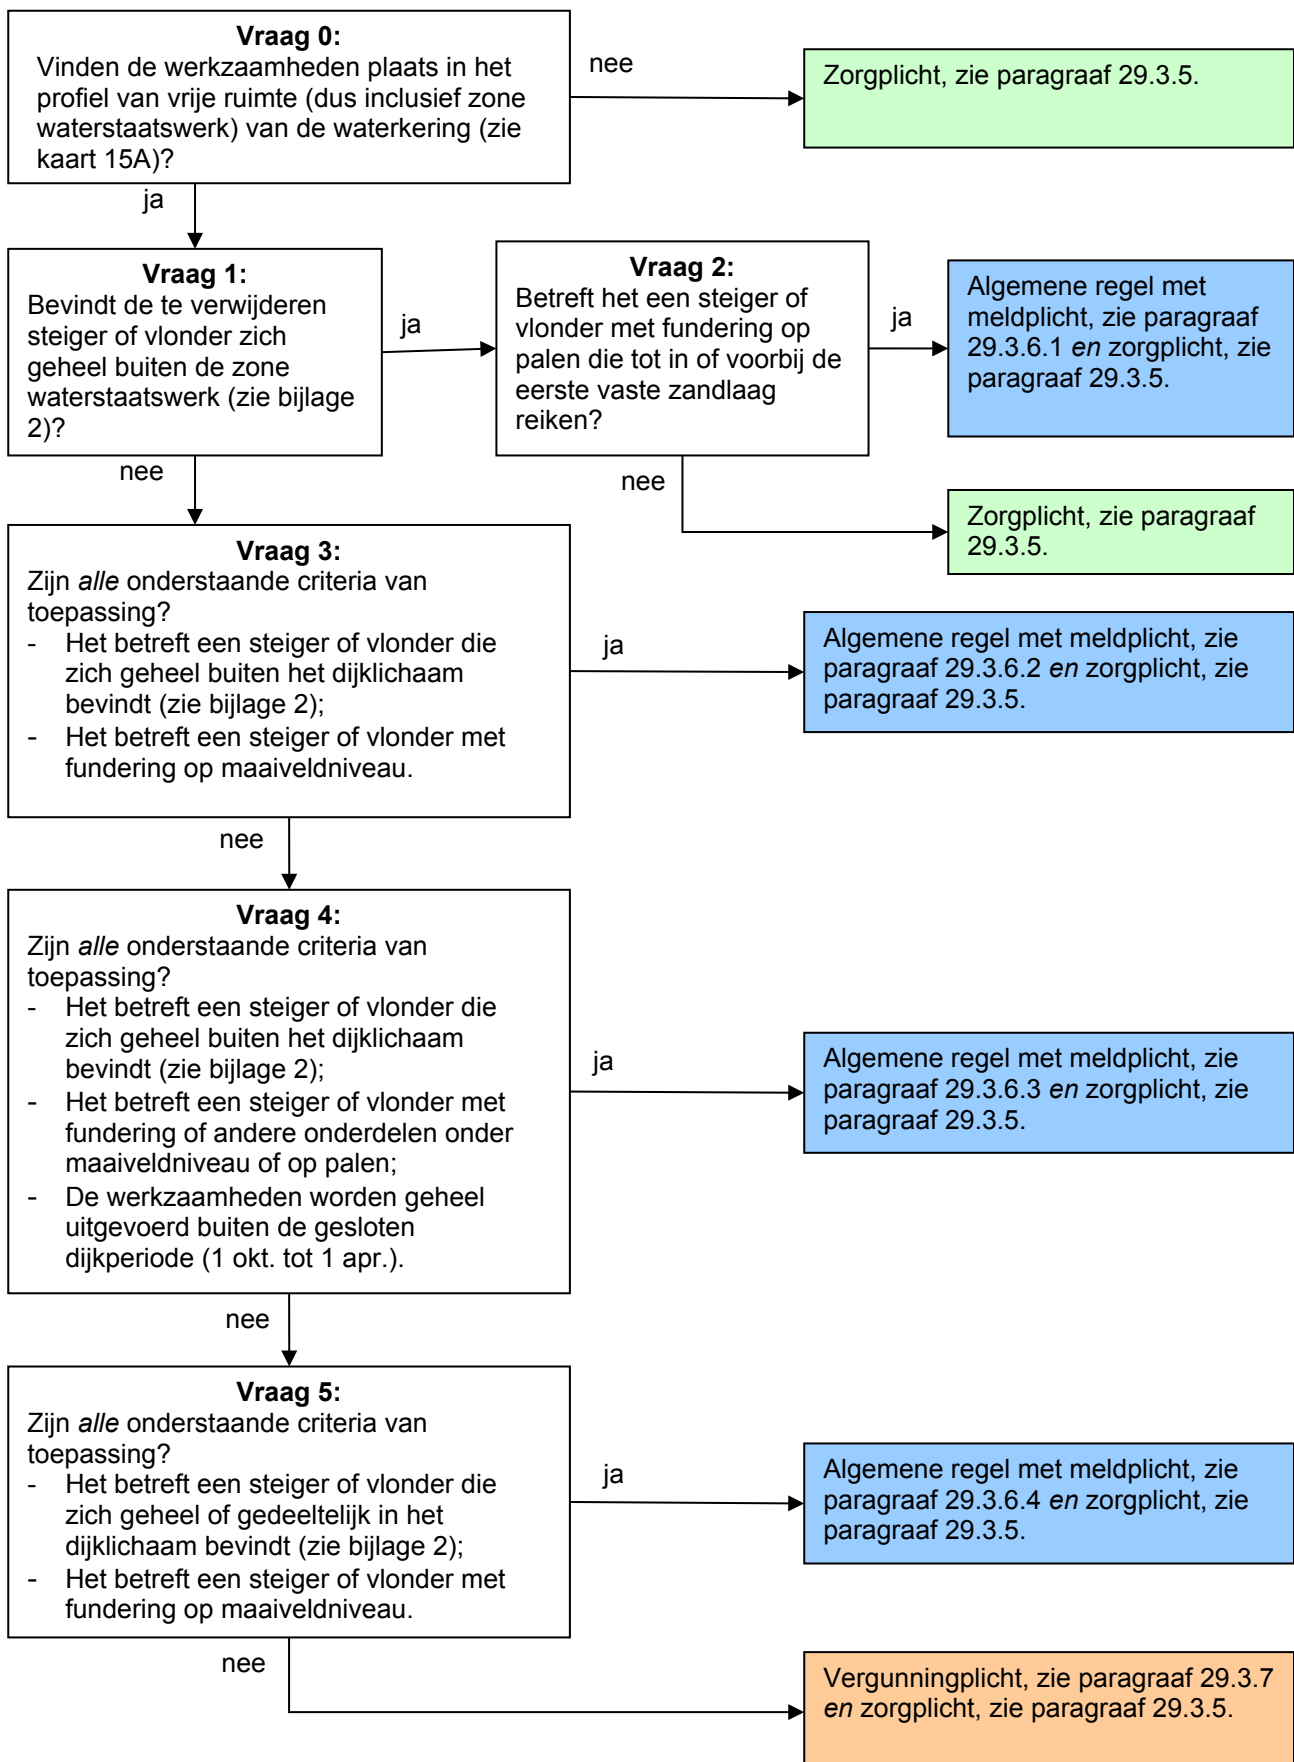 Vraag 0:
Vinden de werkzaamheden plaats in het
profiel van vrije ruimte (dus inclusief zone
waterstaatswerk) van de waterkering (zie
kaart 15A)?
nee
Zorgplicht, zie paragraaf 29.3.5.
ja
Vraag 1:
Bevindt de te verwijderen
steiger of vlonder zich
geheel buiten de zone
waterstaatswerk (zie bijlage
2)?
ja
Vraag 2:
Betreft het een steiger of
vlonder met fundering op
palen die tot in of voorbij de
eerste vaste zandlaag
reiken?
ja
Algemene regel met
meldplicht, zie paragraaf
29.3.6.1 en zorgplicht, zie
paragraaf 29.3.5.
nee
nee
Zorgplicht, zie paragraaf
29.3.5.
Vraag 3:
Zijn alle onderstaande criteria van
toepassing?
- Het betreft een steiger of vlonder die
zich geheel buiten het dijklichaam
bevindt (zie bijlage 2);
- Het betreft een steiger of vlonder met
fundering op maaiveldniveau.
ja
Algemene regel met meldplicht, zie
paragraaf 29.3.6.2 en zorgplicht, zie
paragraaf 29.3.5.
nee
Vraag 4:
Zijn alle onderstaande criteria van
toepassing?
- Het betreft een steiger of vlonder die
zich geheel buiten het dijklichaam
bevindt (zie bijlage 2);
- Het betreft een steiger of vlonder met
fundering of andere onderdelen onder
maaiveldniveau of op palen;
- De werkzaamheden worden geheel
uitgevoerd buiten de gesloten
dijkperiode (1 okt. tot 1 apr.).
ja
Algemene regel met meldplicht, zie
paragraaf 29.3.6.3 en zorgplicht, zie
paragraaf 29.3.5.
nee
Vraag 5:
Zijn alle onderstaande criteria van
toepassing?
- Het betreft een steiger of vlonder die
zich geheel of gedeeltelijk in het
dijklichaam bevindt (zie bijlage 2);
- Het betreft een steiger of vlonder met
fundering op maaiveldniveau.
ja
Algemene regel met meldplicht, zie
paragraaf 29.3.6.4 en zorgplicht, zie
paragraaf 29.3.5.
nee
Vergunningplicht, zie paragraaf 29.3.7
en zorgplicht, zie paragraaf 29.3.5.